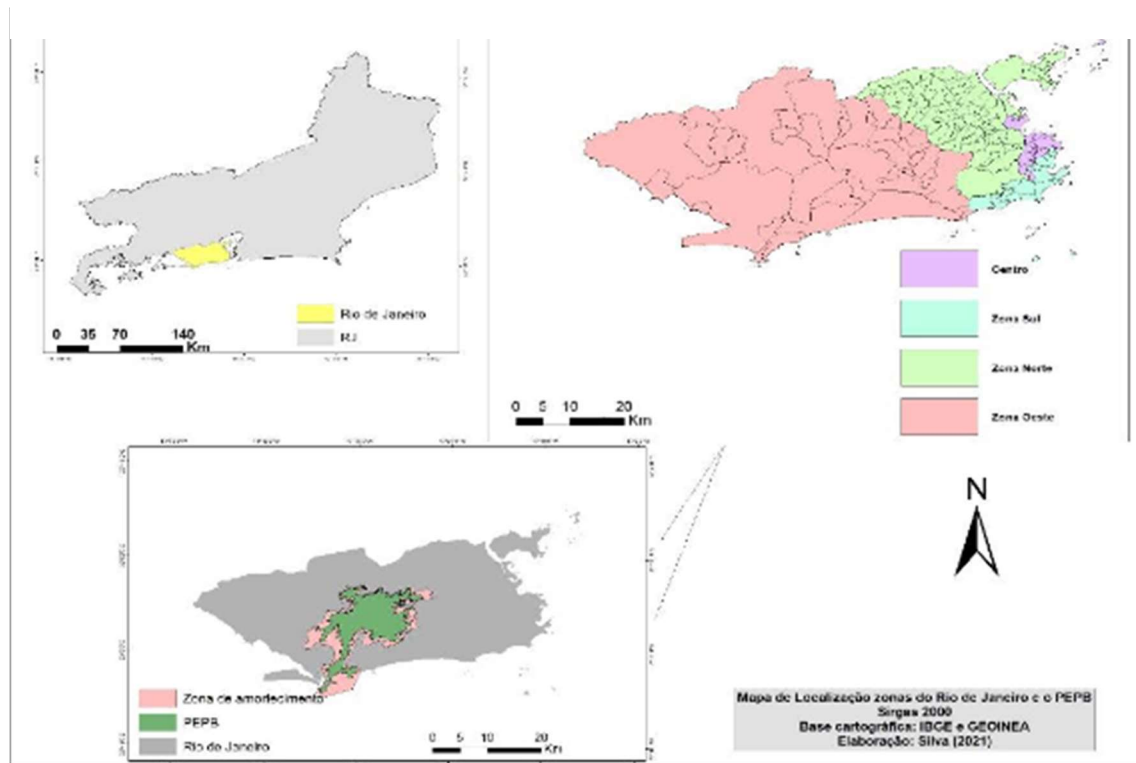 Rio de Janeiro
RJ
0 35 70 140
Km
Centro
Zona Sul
Zona Norte
Zona Oeste
0 5 10 20
Km
N
Zona de amortecimento
PEPB
Rio de Janeiro
0 5 10 20
Km
Mapa de Localização zonas do Rio de Janeiro e o PEPB
Sirgas 2000
Base cartográfica: IBGE e GEOINEA
Elaboração: Silva (2021)